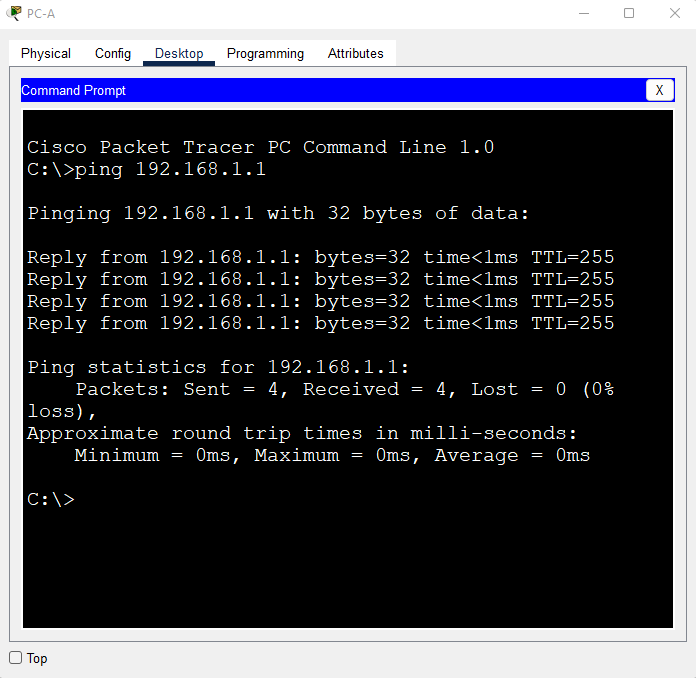 PC-A
Physical Config Desktop Programming Attributes
Command Prompt X
Cisco Packet Tracer PC Command Line 1.0
C:\>ping 192.168.1.1
Pinging 192.168.1.1 with 32 bytes of data:
Reply from 192.168.1.1: bytes=32 time<1ms TTL=255
Reply from 192.168.1.1: bytes=32 time<1ms TTL=255
Reply from 192.168.1.1: bytes=32 time<1ms TTL=255
Reply from 192.168.1.1: bytes=32 time<1ms TTL=255
Ping statistics for 192.168.1.1:
    Packets: Sent = 4, Received = 4, Lost = 0 (0%
loss),
Approximate round trip times in milli-seconds:
    Minimum = 0ms, Maximum = 0ms, Average = 0ms
C:\>
Top